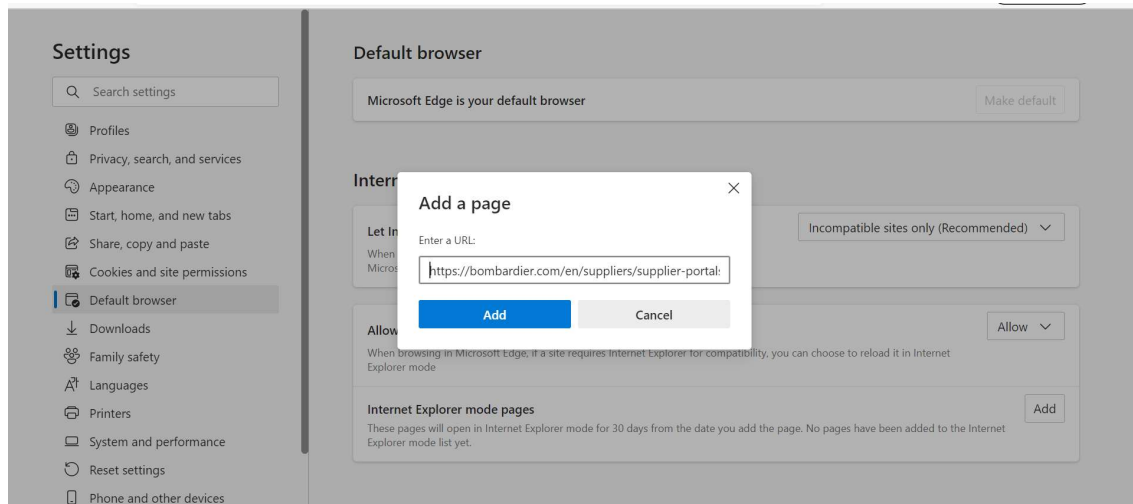 Settings
Search settings
Profiles
Privacy, search, and services
Appearance
Start, home, and new tabs
Share, copy and paste
Cookies and site permissions
Default browser
Downloads
Family safety
Languages
Printers
System and performance
Reset settings
Phone and other devices
Default browser
Microsoft Edge is your default browser
Make default
Intern
Let In
When
Micros
Incompatible sites only (Recommended)
Add a page
Enter a URL:
https://bombardier.com/en/suppliers/supplier-portal
Add
Cancel
Allow
Allow
When browsing in Microsoft Edge, if a site requires Internet Explorer for compatibility, you can choose to reload it in Internet
Explorer mode
Internet Explorer mode pages
Add
These pages will open in Internet Explorer mode for 30 days from the date you add the page. No pages have been added to the Internet
Explorer mode list yet.